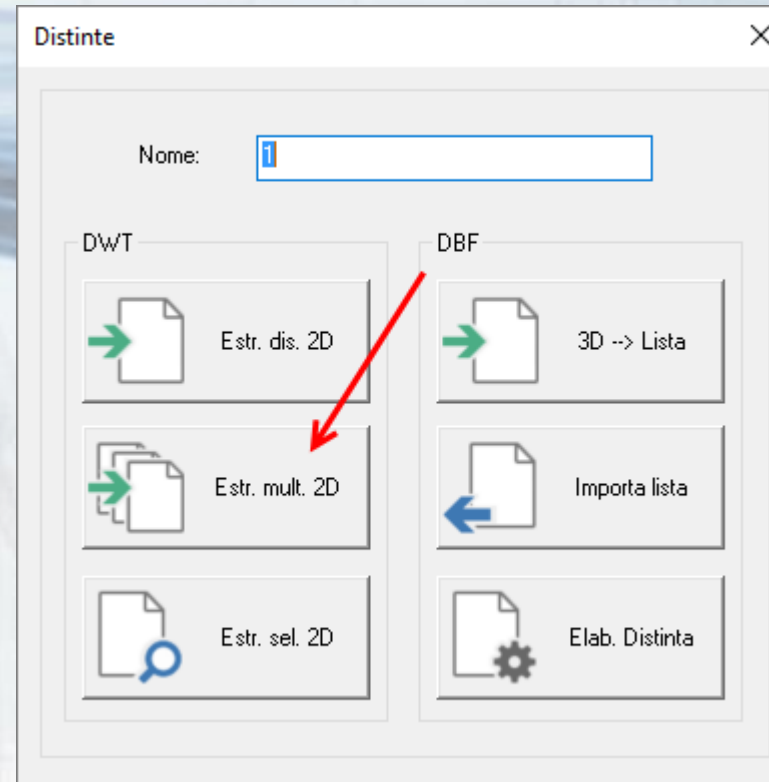 Distinte
Nome: 1
DWT
Estr. dis. 2D
Estr. mult. 2D
Estr. sel. 2D
DBF
3D --> Lista
Importa lista
Elab. Distinta